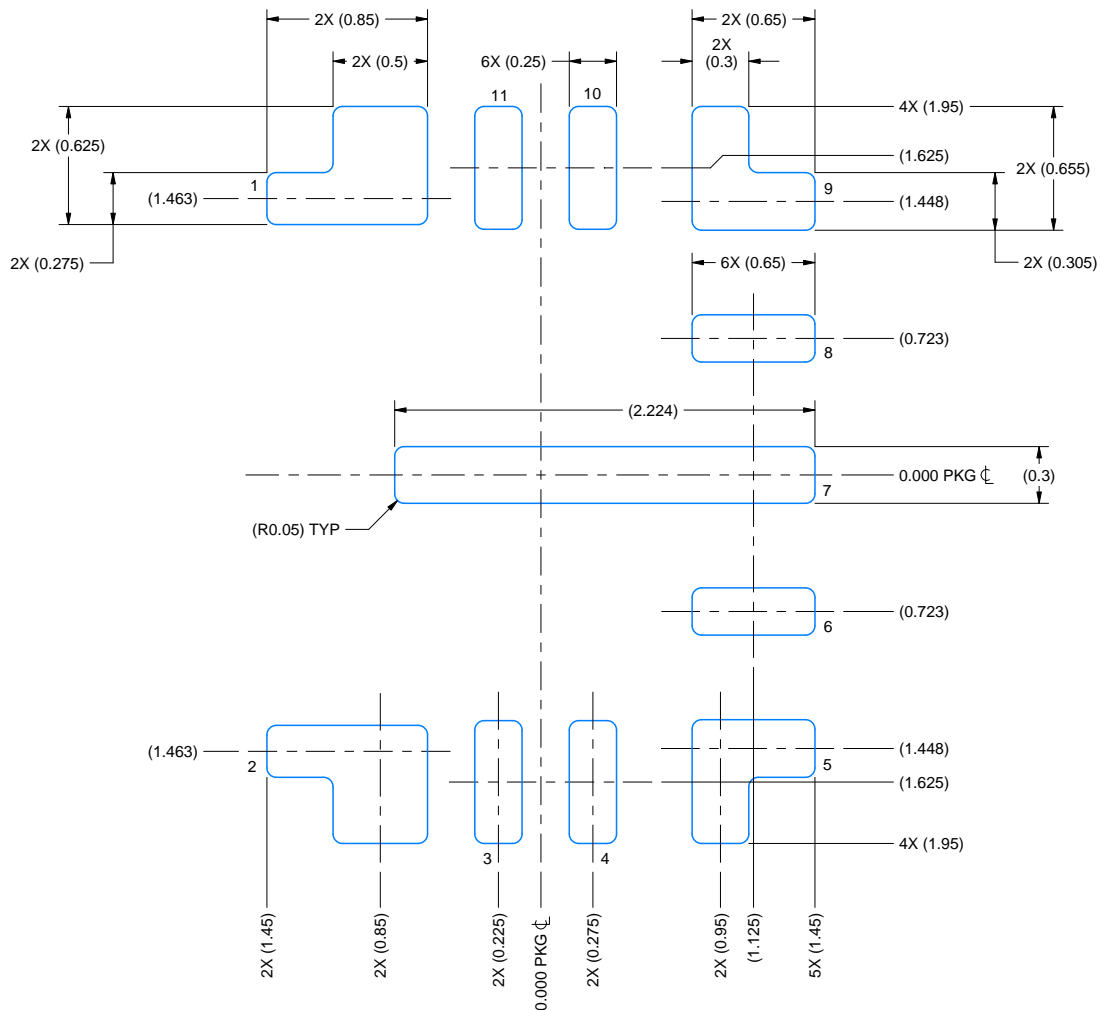 2X (0.85)
2X (0.65)
2X (0.5)
6X (0.25)
2X
(0.3)
11
10
4X (1.95)
2X (0.625)
(1.625)
2X (0.655)
1
9
(1.463)
(1.448)
2X (0.275)
6X (0.65)
2X (0.305)
(0.723)
8
(2.224)
0.000 PKG ℄
(0.3)
7
(R0.05) TYP
(0.723)
6
(1.463)
(1.448)
2
5
(1.625)
3
4
4X (1.95)
2X (1.45)
2X (0.85)
2X (0.225)
0.000 PKG ℄
2X (0.275)
2X (0.95)
(1.125)
5X (1.45)